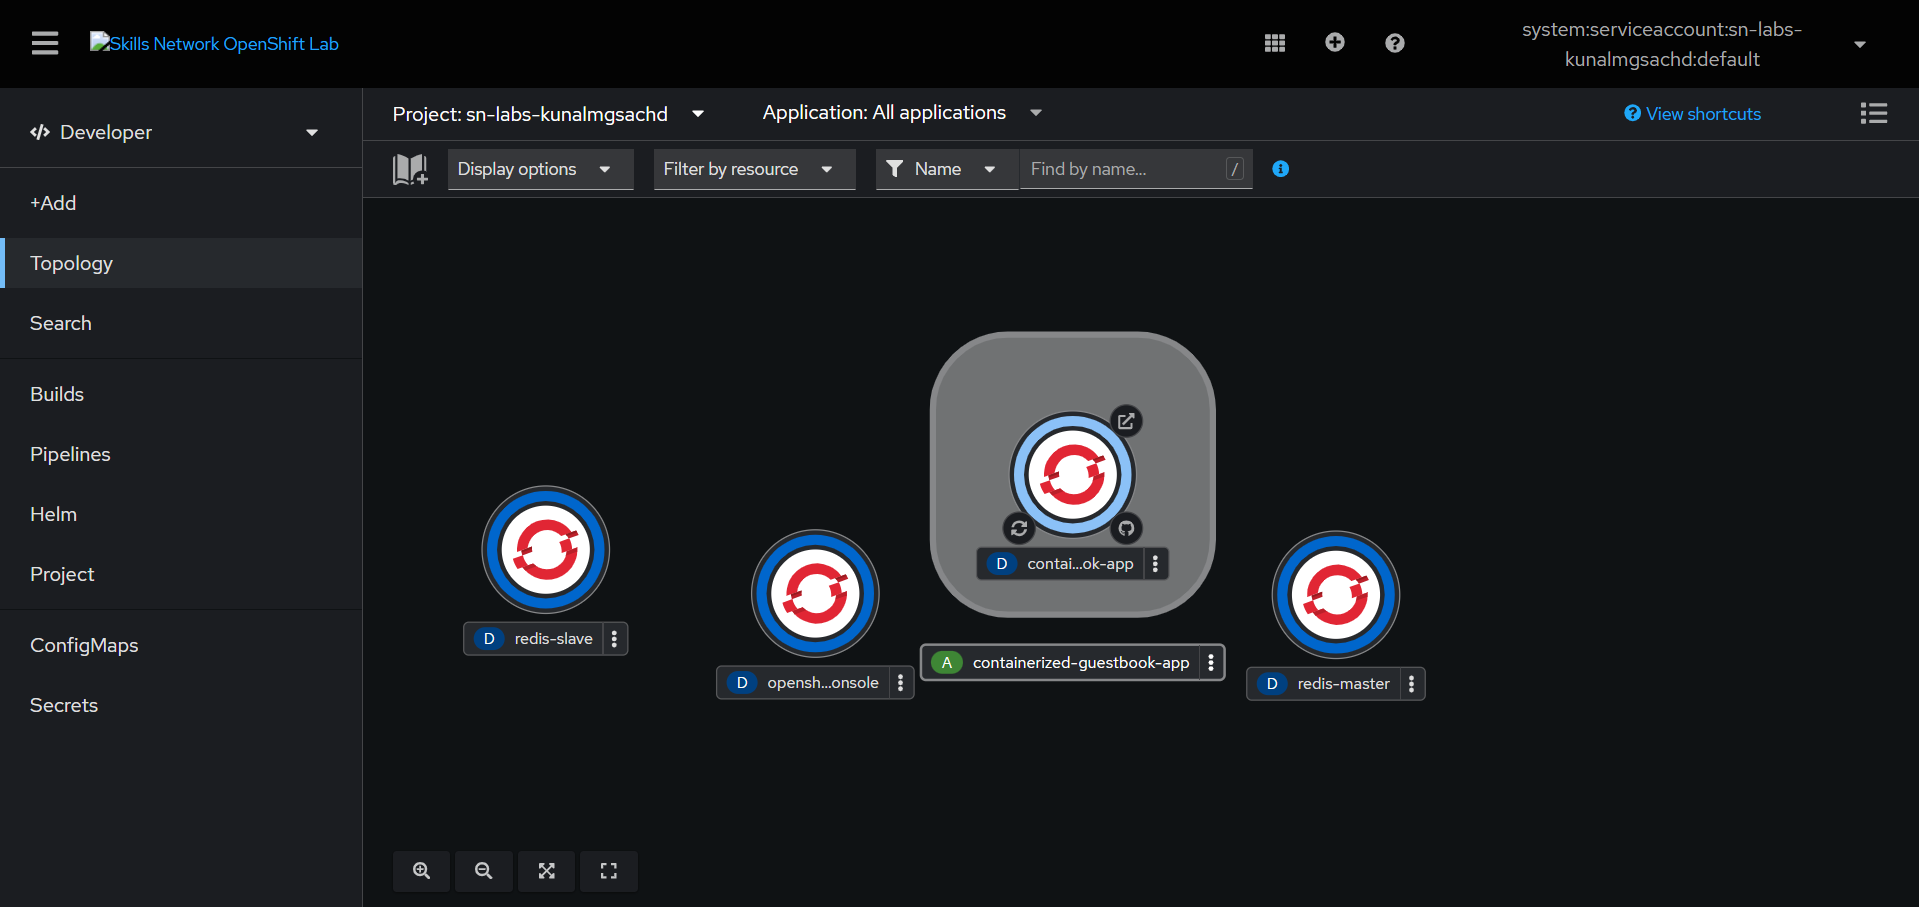 Skills Network OpenShift Lab
system:serviceaccount:sn-labs-
kunalmgsachd:default
Developer
Project: sn-labs-kunalmgsachd
Application: All applications
View shortcuts
Display options
Filter by resource
Name
Find by name...
/
+Add
Topology
Search
Builds
Pipelines
Helm
Project
ConfigMaps
Secrets
D contai...ok-app
D redis-slave
A containerized-guestbook-app
D opensh...onsole
D redis-master